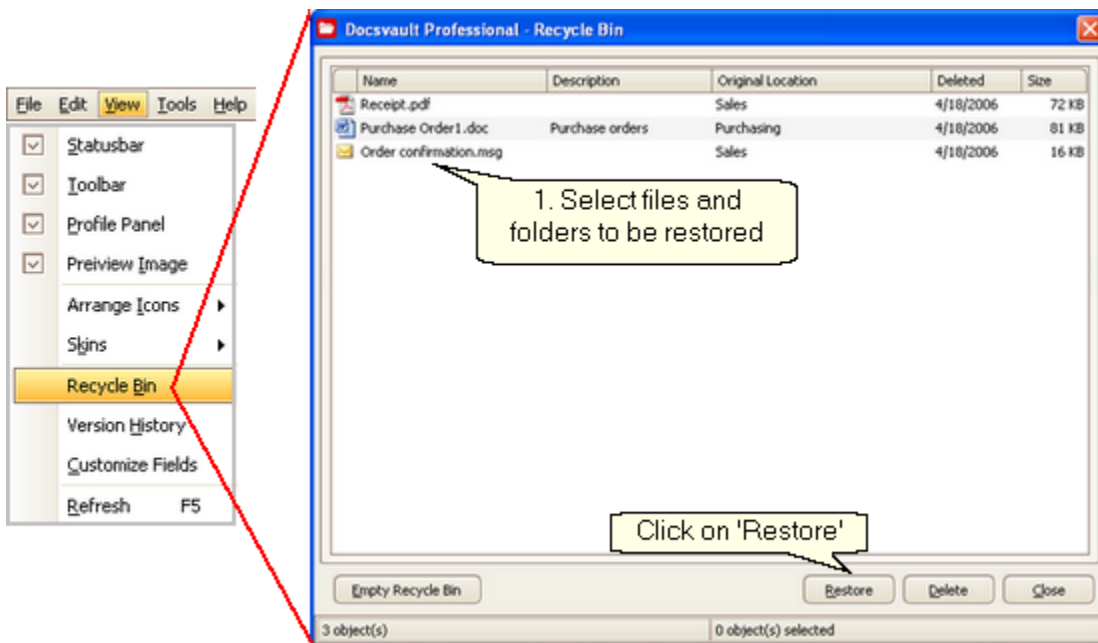 File Edit View Tools Help
Statusbar
Toolbar
Profile Panel
Preiview Image
Arrange Icons
Skins
Recycle Bin
Version History
Customize Fields
Refresh F5
Docsvault Professional - Recycle Bin
Name Description Original Location Deleted Size
Receipt.pdf Sales 4/18/2006 72 KB
Purchase Order1.doc Purchase orders Purchasing 4/18/2006 81 KB
Order confirmation.msg Sales 4/18/2006 16 KB
1. Select files and
folders to be restored
Click on 'Restore'
Empty Recycle Bin Restore Delete Close
3 object(s) 0 object(s) selected